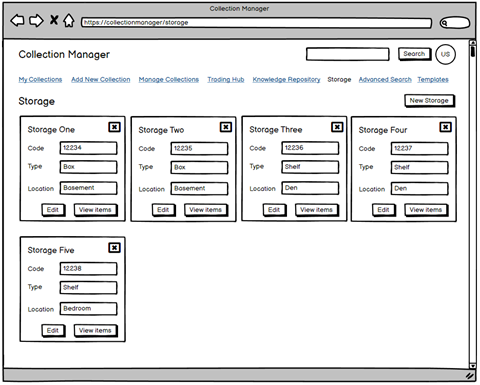 Collection Manager
https://collectionmanager/storage
Collection Manager
Search
US
My Collections Add New Collection Manage Collections Trading Hub Knowledge Repository Storage Advanced Search Templates
Storage
New Storage
Storage One
Code 12234
Type Box
Location Basement
Edit View items
Storage Two
Code 12235
Type Box
Location Basement
Edit View items
Storage Three
Code 12236
Type Shelf
Location Den
Edit View items
Storage Four
Code 12237
Type Shelf
Location Den
Edit View items
Storage Five
Code 12238
Type Shelf
Location Bedroom
Edit View items